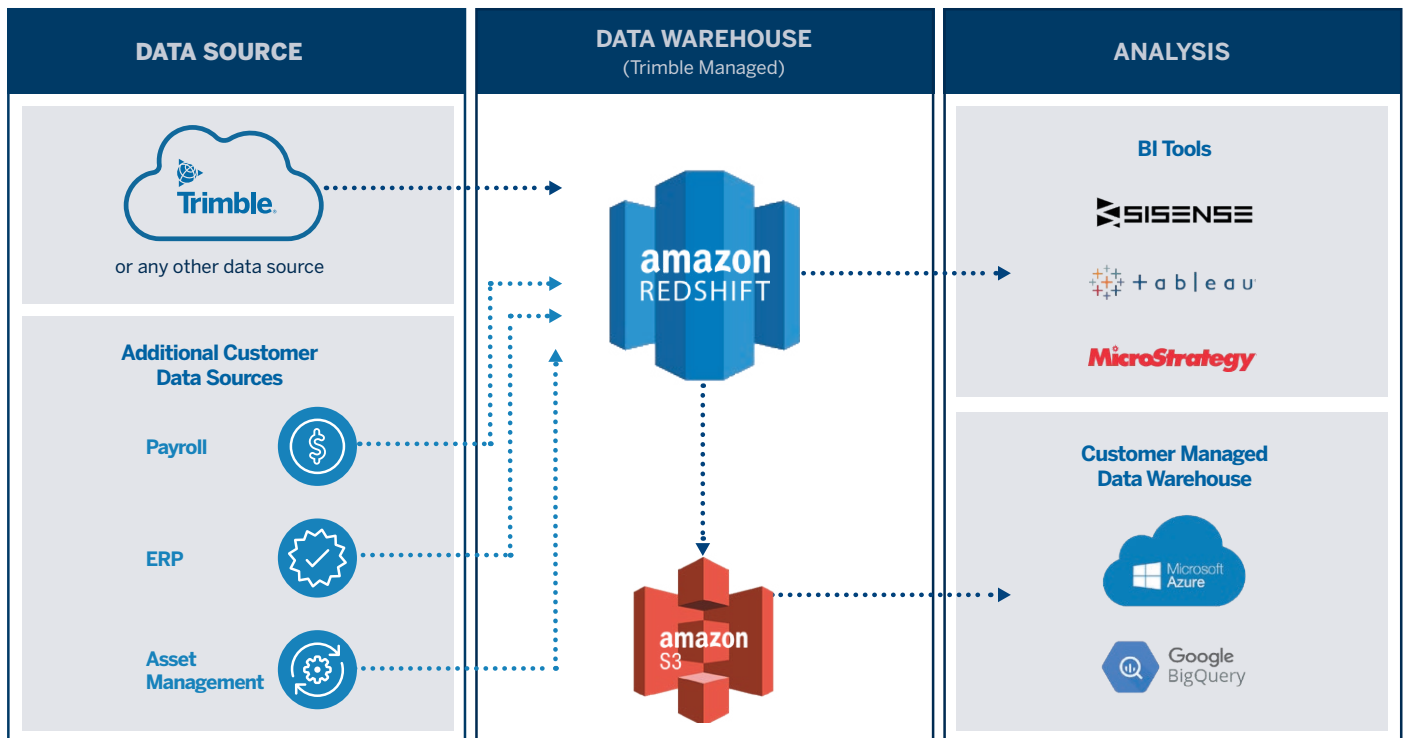 DATA SOURCE
Trimble
or any other data source
Additional Customer
Data Sources
Payroll
$
ERP
Asset
Management
DATA WAREHOUSE
(Trimble Managed)
amazon
REDSHIFT
amazon
S3
ANALYSIS
BI Tools
SISENSE
+ableau
MicroStrategy
Customer Managed
Data Warehouse
Microsoft
Azure
Google
BigQuery